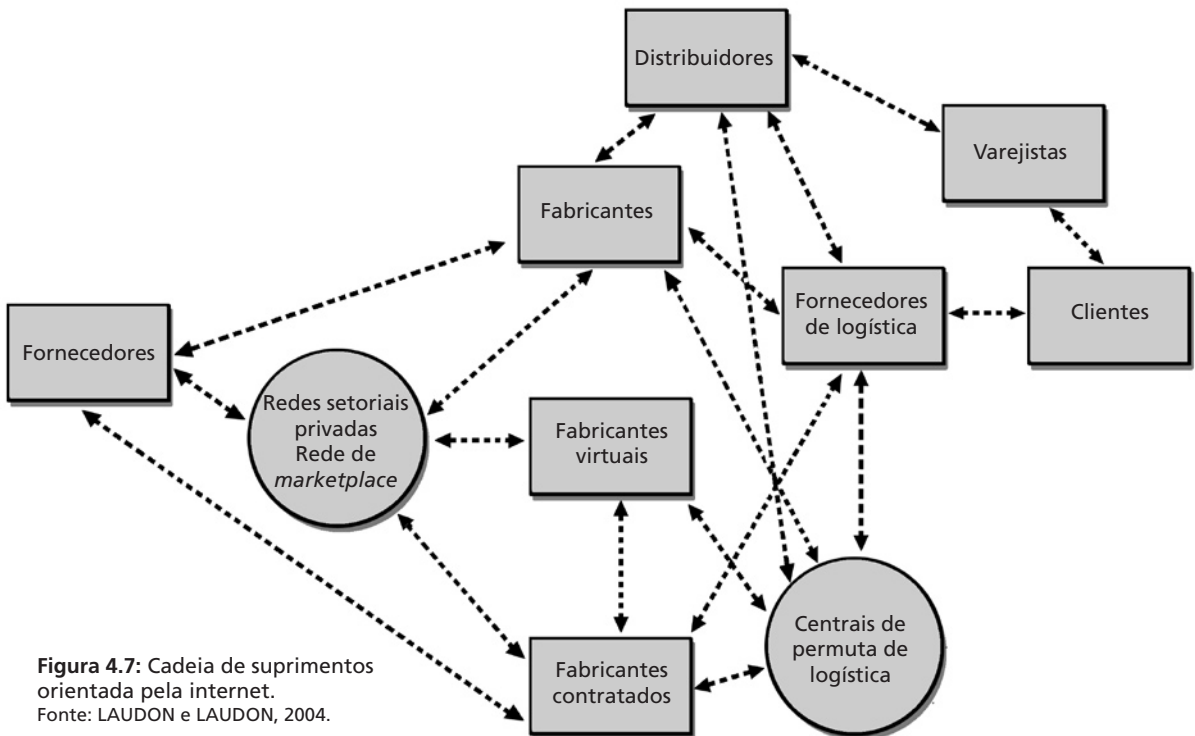 Distribuidores
Varejistas
Fabricantes
Fornecedores
de logística
Clientes
Fornecedores
Redes setoriais
privadas
Rede de
marketplace
Fabricantes
virtuais
Centrais de
permuta de
logística
Fabricantes
contratados
Figura 4.7: Cadeia de suprimentos
orientada pela internet.
Fonte: LAUDON e LAUDON, 2004.